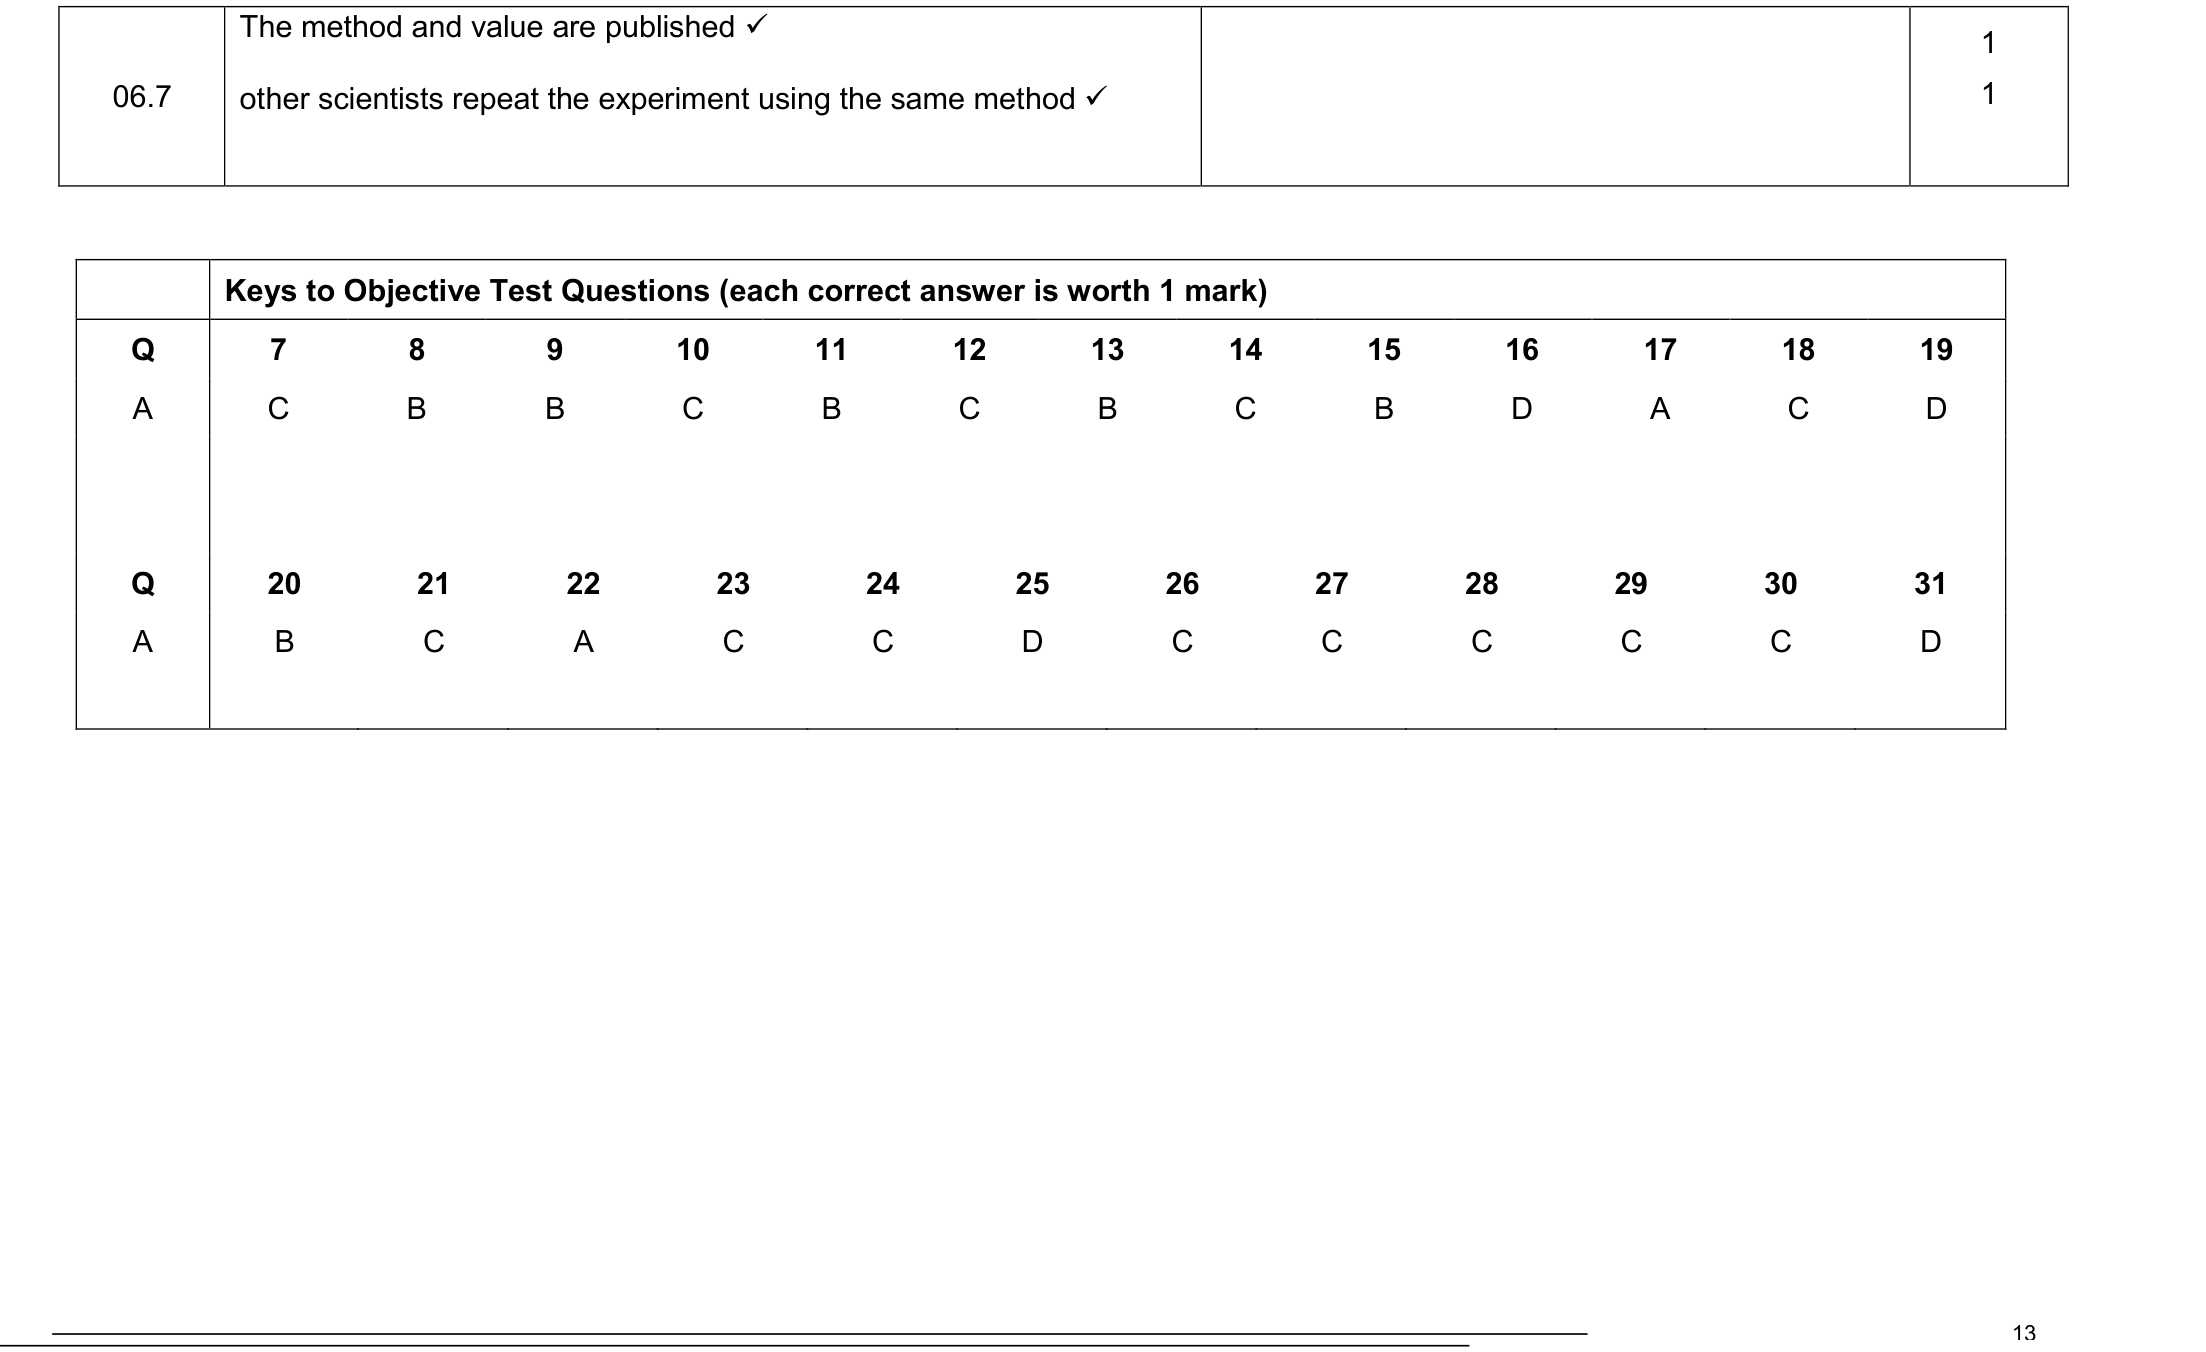 The method and value are published ✓ 1
06.7 other scientists repeat the experiment using the same method ✓ 1
Keys to Objective Test Questions (each correct answer is worth 1 mark)
Q 7 8 9 10 11 12 13 14 15 16 17 18 19
A C B B C B C B C B D A C D
Q 20 21 22 23 24 25 26 27 28 29 30 31
A B C A C C D C C C C C D
13